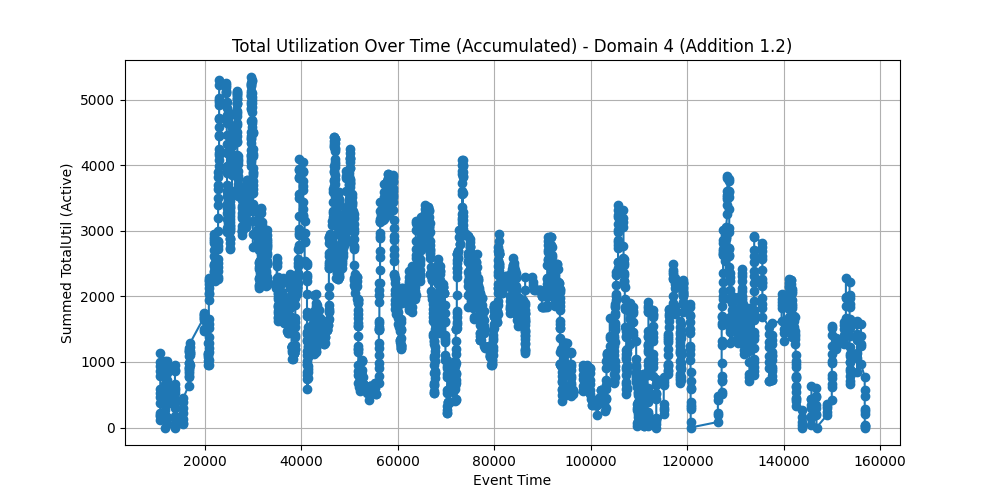 Total Utilization Over Time (Accumulated) - Domain 4 (Addition 1.2)
Summed TotalUtil (Active)
5000
4000
3000
2000
1000
0
20000 40000 60000 80000 100000 120000 140000 160000
Event Time